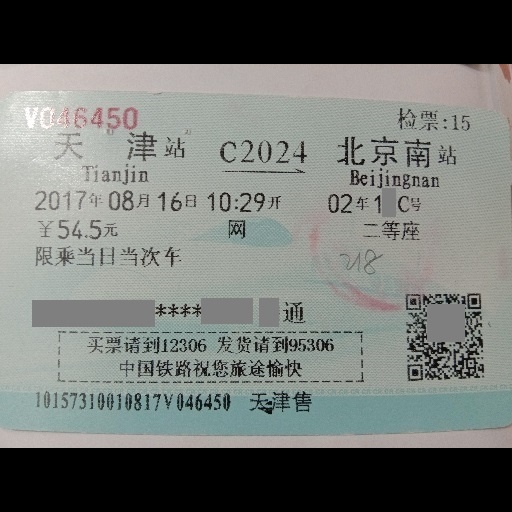 V046450 检票:15
天津站 C2024 北京南站
Tianjin Beijingnan
2017年08月16日10:29开 02车1 C号
￥54.5元 网 二等座
限乘当日当次车
218
**** 通
买票请到12306 发货请到95306
中国铁路祝您旅途愉快
10157310010817V046450 天津售